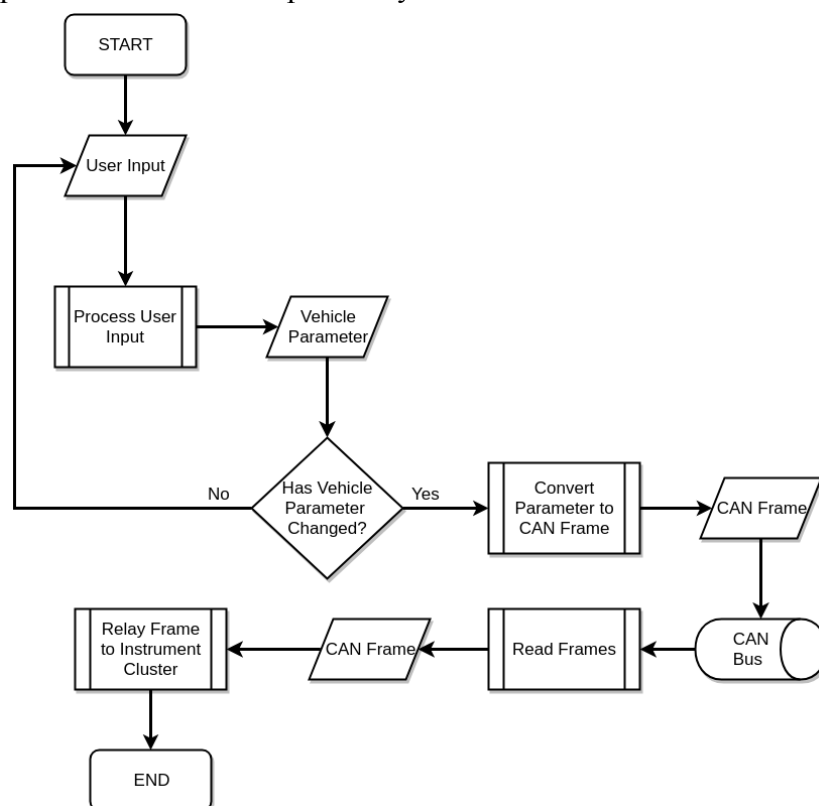 START
User Input
Process User
Input
Vehicle
Parameter
Has Vehicle
Parameter
Changed?
No
Yes
Convert
Parameter to
CAN Frame
CAN Frame
CAN
Bus
Read Frames
CAN Frame
Relay Frame
to Instrument
Cluster
END